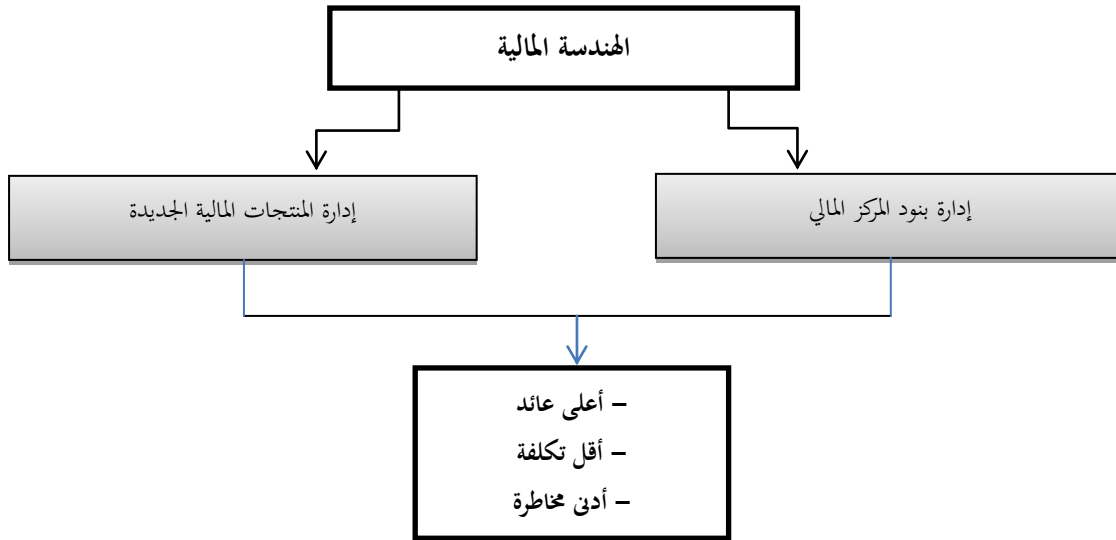 الهندسة المالية
إدارة بنود المركز المالي
إدارة المنتجات المالية الجديدة
– أعلى عائد
– أقل تكلفة
– أدنى مخاطرة